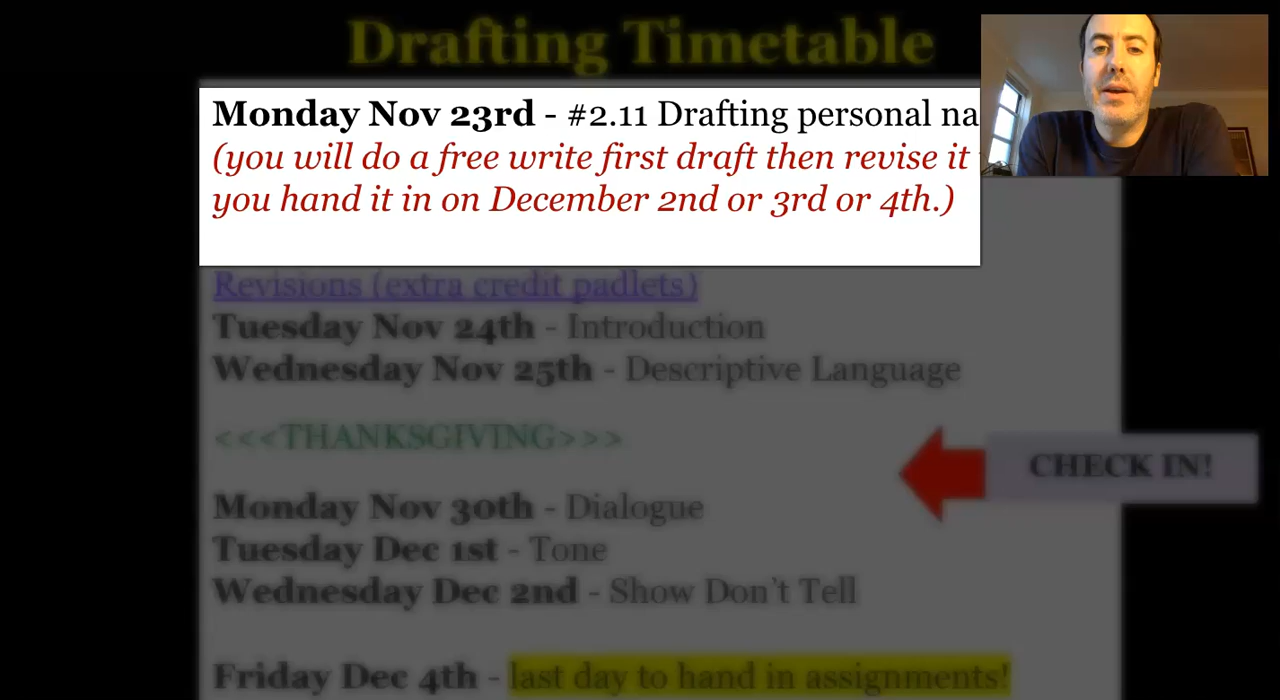 Drafting Timetable
Monday Nov 23rd - #2.11 Drafting personal na
(you will do a free write first draft then revise it
you hand it in on December 2nd or 3rd or 4th.)
Revisions (extra credit padlets)
Tuesday Nov 24th - Introduction
Wednesday Nov 25th - Descriptive Language
<<<THANKSGIVING>>>
CHECK IN!
Monday Nov 30th - Dialogue
Tuesday Dec 1st - Tone
Wednesday Dec 2nd - Show Don't Tell
Friday Dec 4th - last day to hand in assignments!